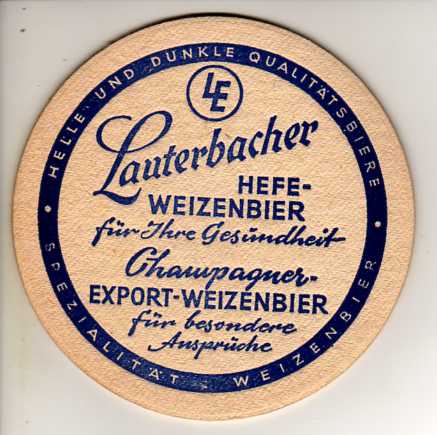 HELLE UND DUNKLE QUALITÄTSBIERE
LE
Lauterbacher
HEFE-
WEIZENBIER
für Ihre Gesundheit
Champagner-
EXPORT-WEIZENBIER
für besondere
Ansprüche
SPEZIALITÄT - WEIZENBIER